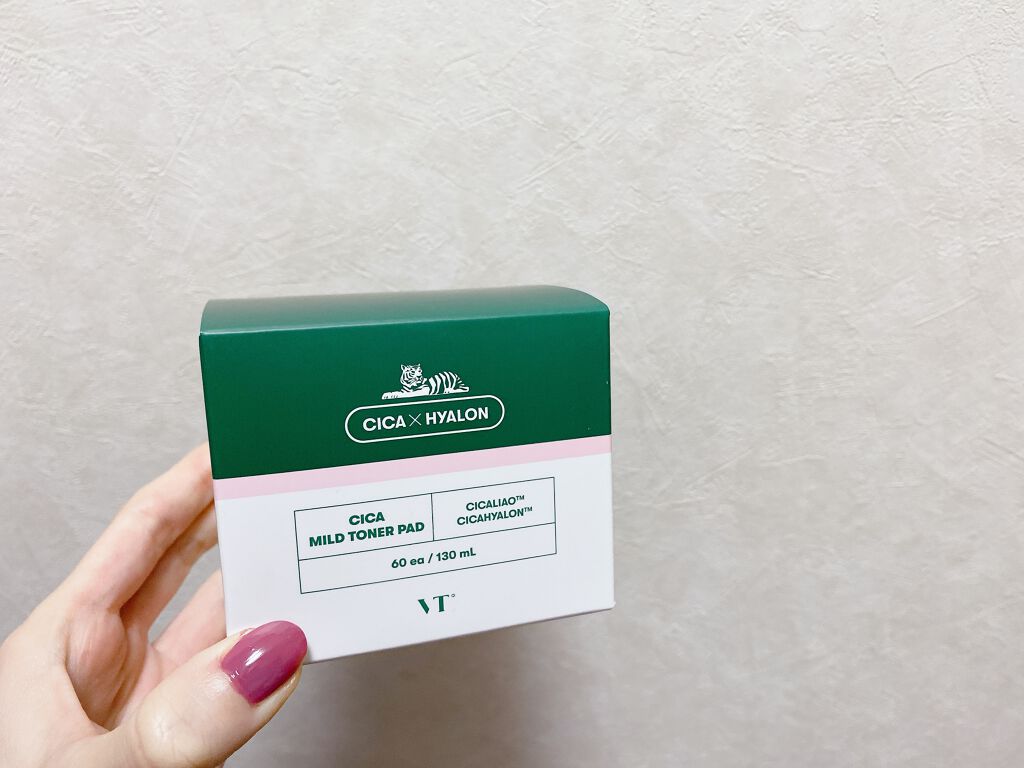 CICA × HYALON
CICA
MILD TONER PAD
CICALIAO™
CICAHYALON™
60 ea / 130 mL
VT°